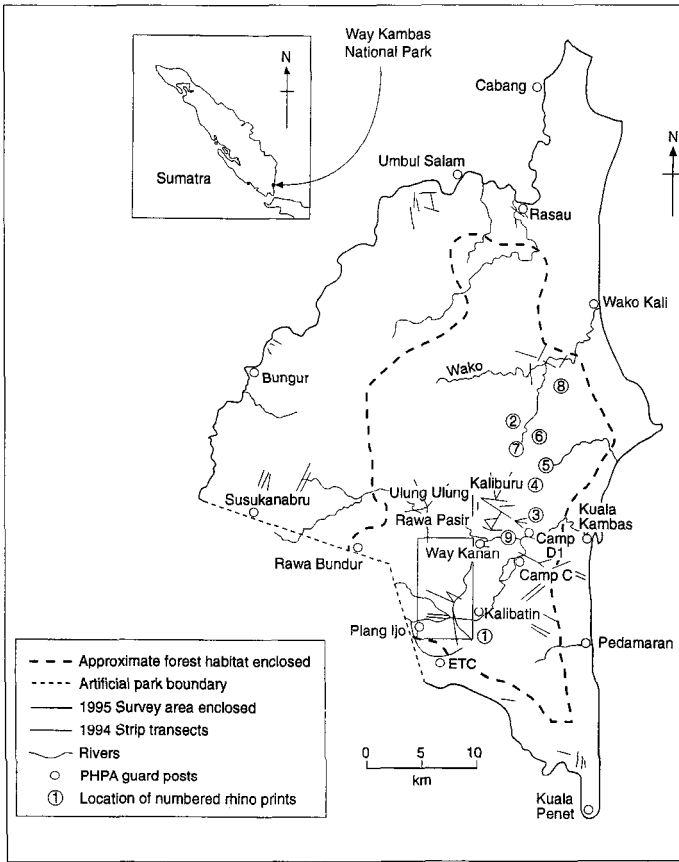 Way Kambas
National Park
N
Sumatra
Cabang
N
Umbul Salam
Rasau
Wako Kali
Bungur
Wako
8
2
6
7
5
Kaliburu
4
Ulung Ulung
Susukanabru
3
Kuala
Kambas
Rawa Pasir
9
Camp
D1
Way Kanan
Rawa Bundur
Camp C
Kalibatin
Plang Ijo
1
Pedamaran
ETC
Approximate forest habitat enclosed
Artificial park boundary
1995 Survey area enclosed
1994 Strip transects
Rivers
PHPA guard posts
1 Location of numbered rhino prints
0 5 10
km
Kuala
Penet